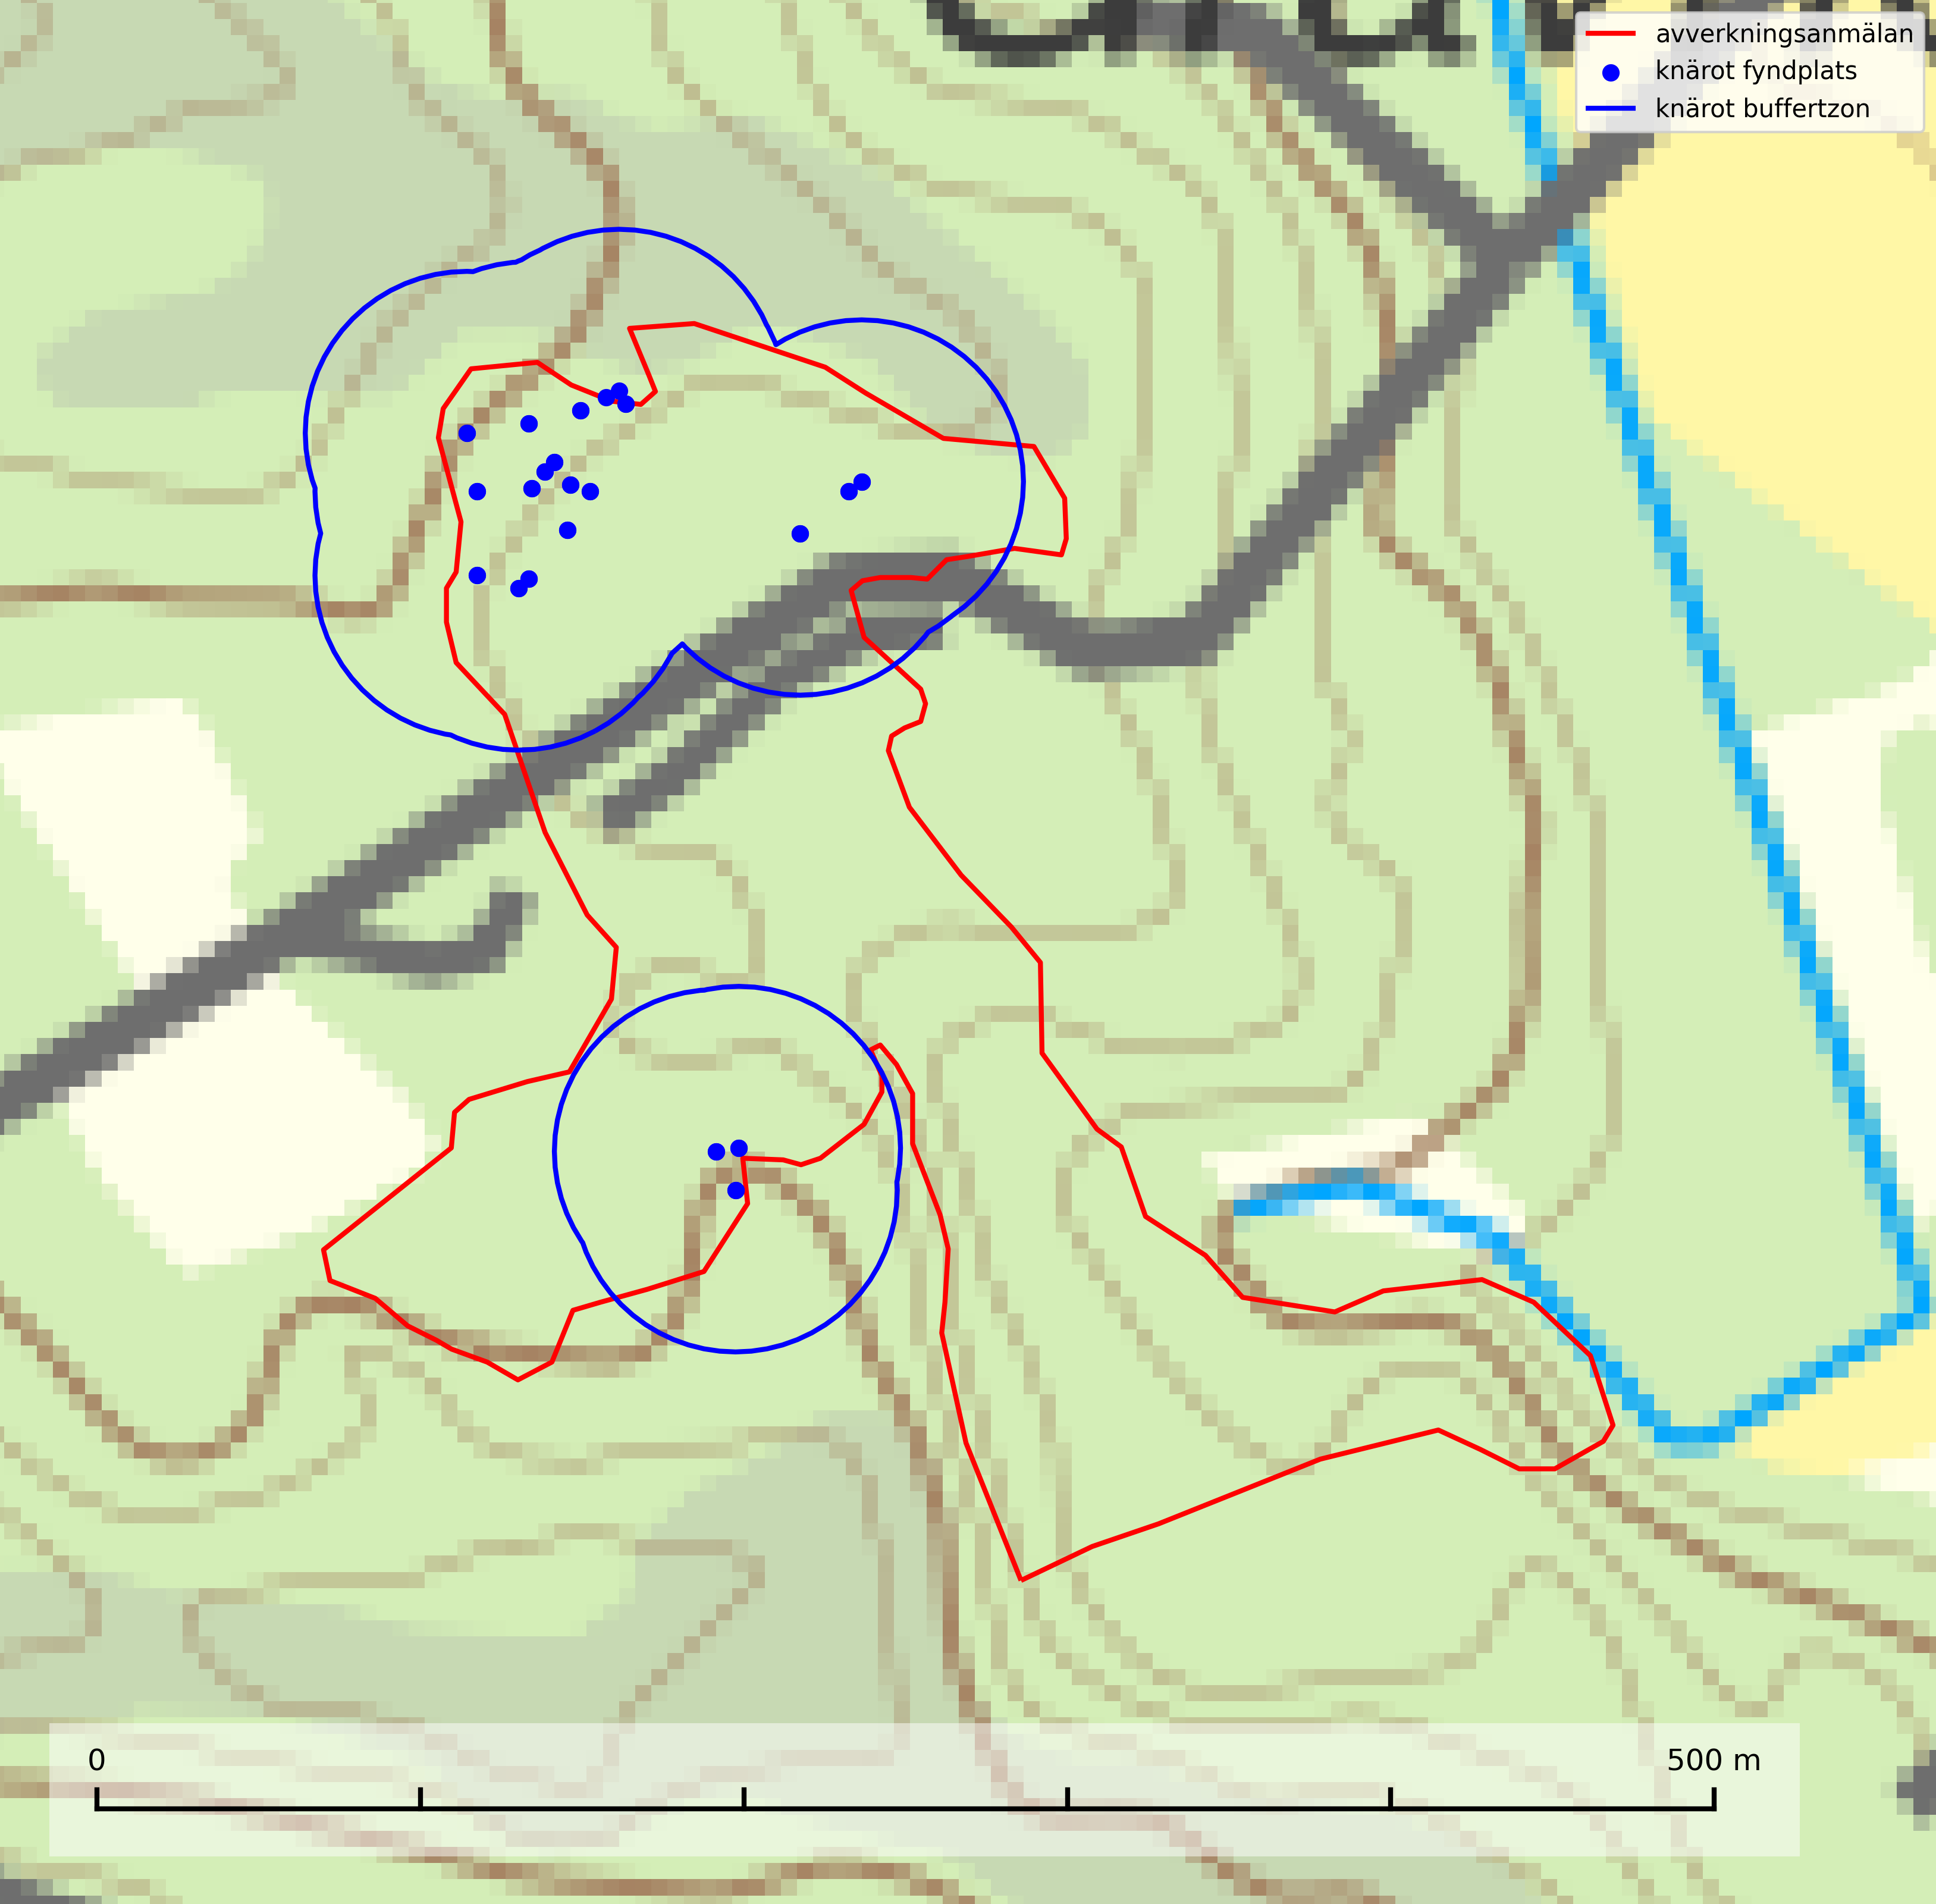 avverkningsanmälan
knärot fyndplats
knärot buffertzon
0 500 m